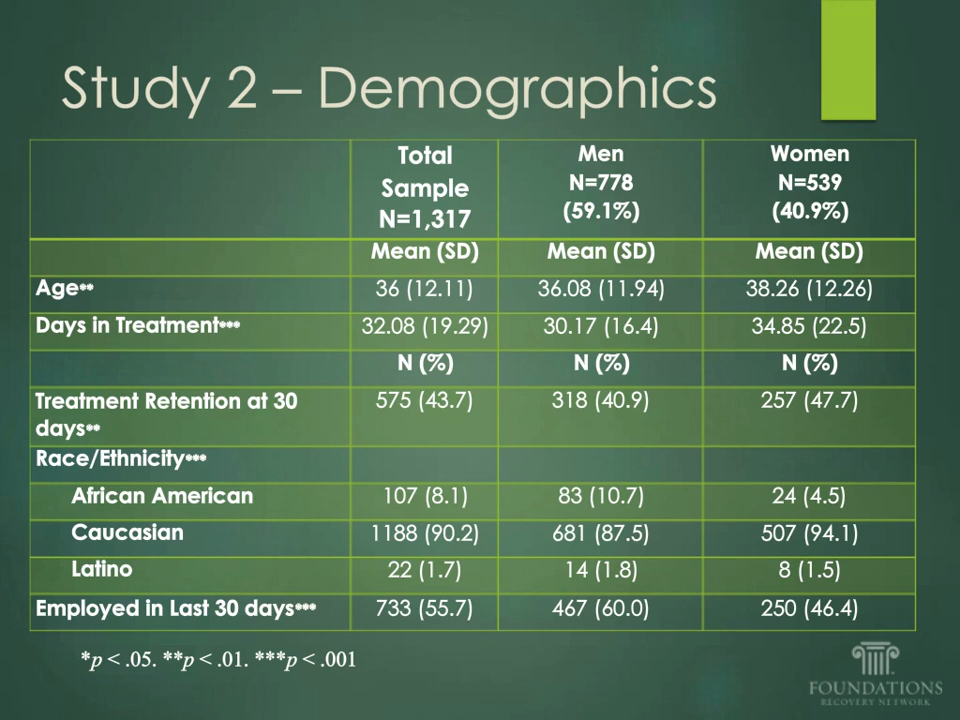 Study 2 – Demographics
Total Sample N=1,317 Men N=778 (59.1%) Women N=539 (40.9%)
Mean (SD) Mean (SD) Mean (SD)
Age** 36 (12.11) 36.08 (11.94) 38.26 (12.26)
Days in Treatment*** 32.08 (19.29) 30.17 (16.4) 34.85 (22.5)
N (%) N (%) N (%)
Treatment Retention at 30 days** 575 (43.7) 318 (40.9) 257 (47.7)
Race/Ethnicity***
African American 107 (8.1) 83 (10.7) 24 (4.5)
Caucasian 1188 (90.2) 681 (87.5) 507 (94.1)
Latino 22 (1.7) 14 (1.8) 8 (1.5)
Employed in Last 30 days*** 733 (55.7) 467 (60.0) 250 (46.4)
*p < .05. **p < .01. ***p < .001
FOUNDATIONS
RECOVERY NETWORK